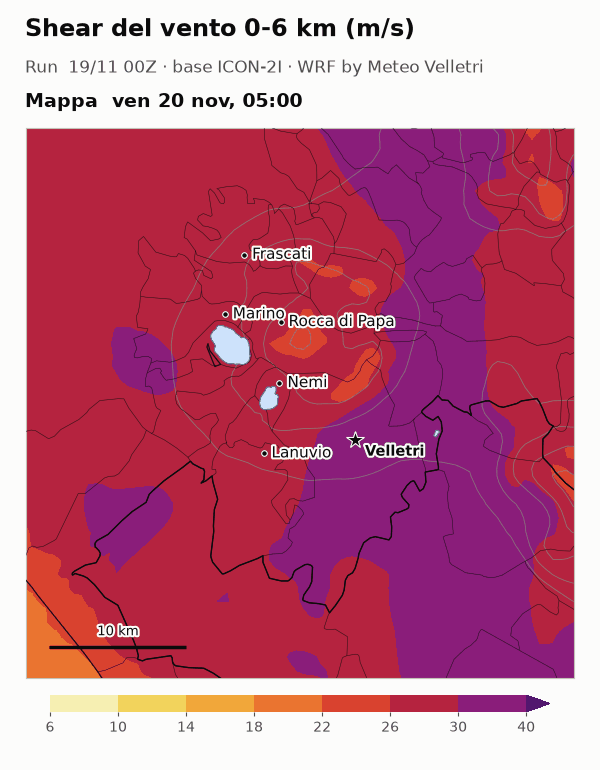 Shear del vento 0-6 km (m/s)
Run  19/11 00Z · base ICON-2I · WRF by Meteo Velletri
Mappa  ven 20 nov, 05:00
Frascati
Marino
Rocca di Papa
Nemi
Velletri
Lanuvio
10 km
6 10 14 18 22 26 30 40